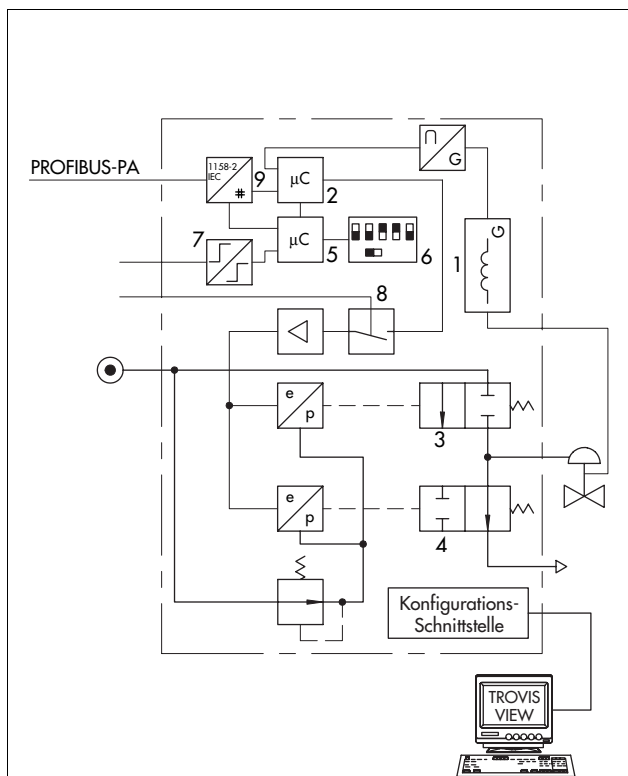 PROFIBUS-PA
1158-2
IEC
#
9
µC
2
∩
G
7
µC
5
6
1
G
8
e
p
3
e
p
4
Konfigurations-
Schnittstelle
TROVIS
VIEW